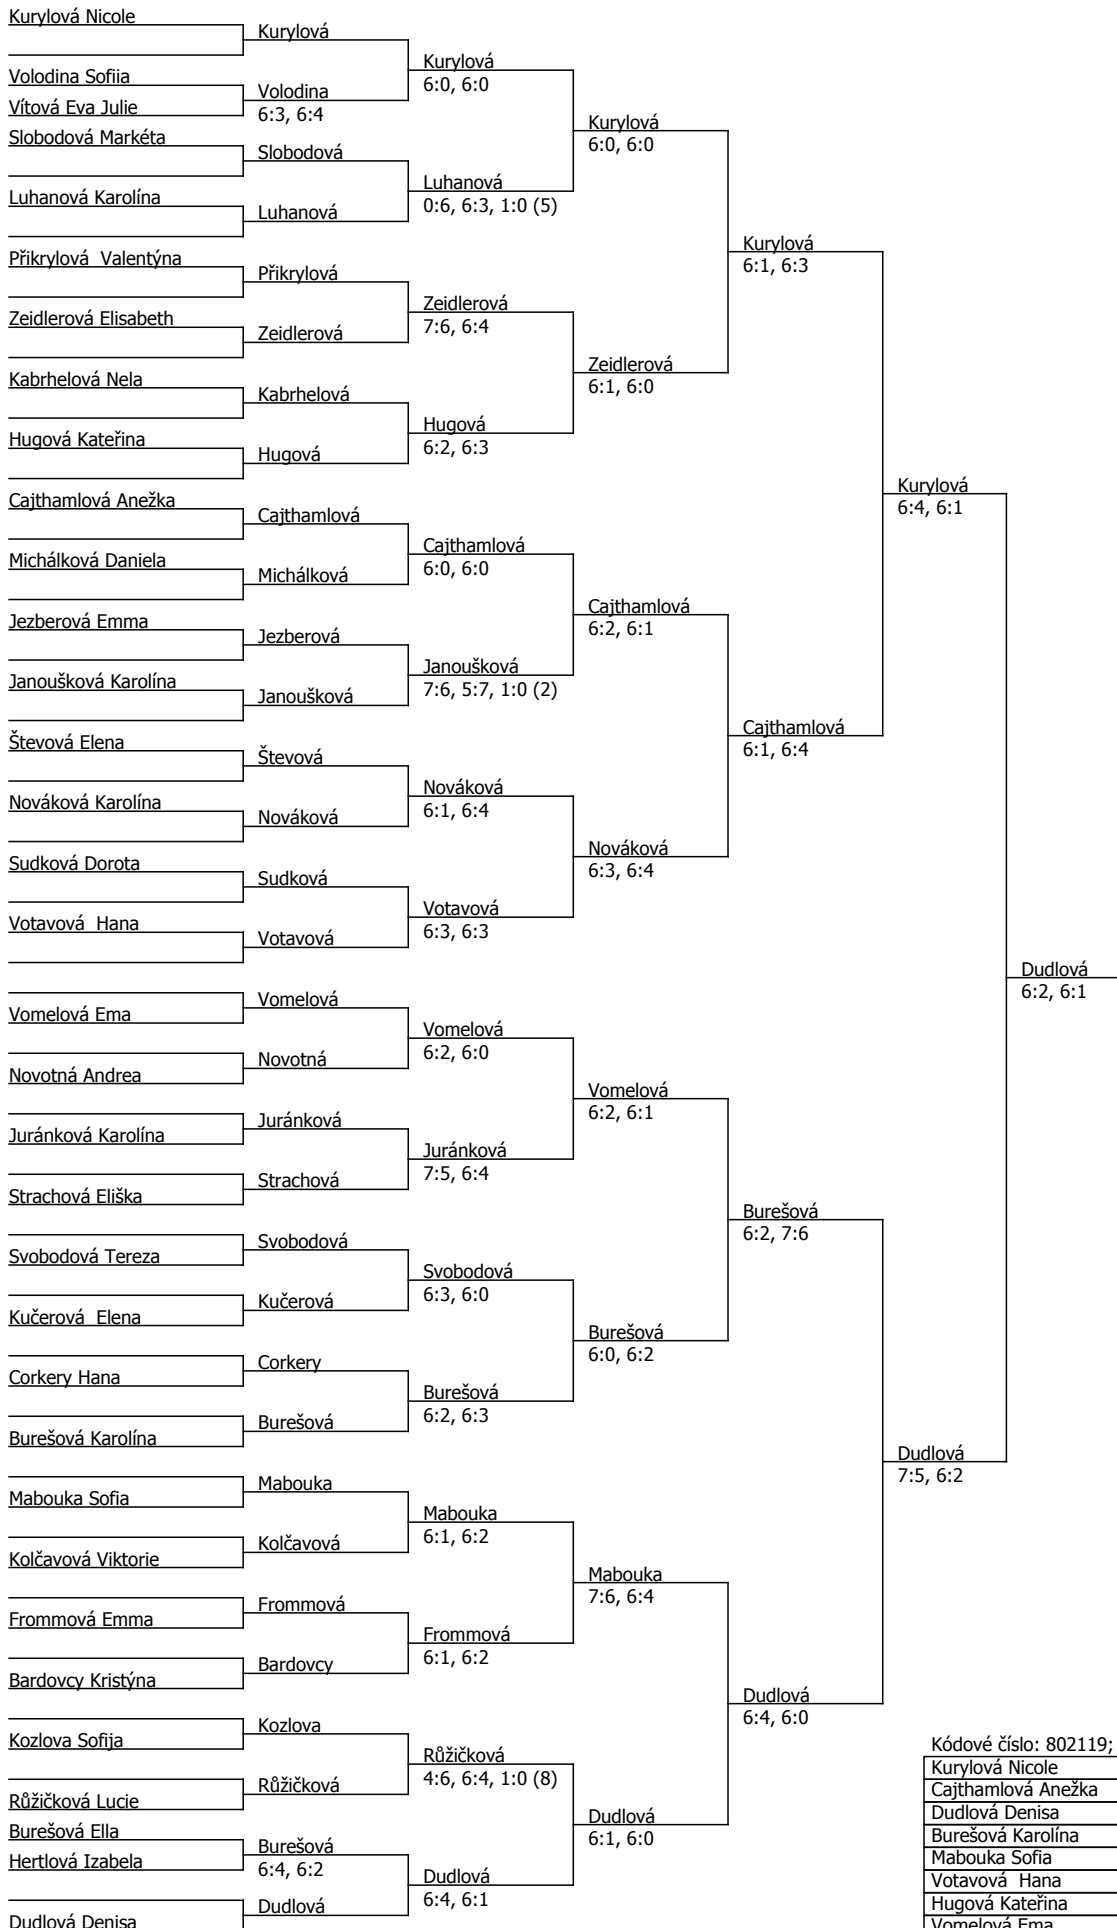 Kurylová Nicole
Volodina Sofiia
Vítová Eva Julie
Slobodová Markéta
Luhanová Karolína
Přikrylová  Valentýna
Zeidlerová Elisabeth
Kabrhelová Nela
Hugová Kateřina
Cajthamlová Anežka
Michálková Daniela
Jezberová Emma
Janoušková Karolína
Števová Elena
Nováková Karolína
Sudková Dorota
Votavová  Hana
Vomelová Ema
Novotná Andrea
Juránková Karolína
Strachová Eliška
Svobodová Tereza
Kučerová  Elena
Corkery Hana
Burešová Karolína
Mabouka Sofia
Kolčavová Viktorie
Frommová Emma
Bardovcy Kristýna
Kozlova Sofija
Růžičková Lucie
Burešová Ella
Hertlová Izabela
Dudlová Denisa
Kurylová
Volodina
6:3, 6:4
Slobodová
Luhanová
Přikrylová
Zeidlerová
Kabrhelová
Hugová
Cajthamlová
Michálková
Jezberová
Janoušková
Števová
Nováková
Sudková
Votavová
Vomelová
Novotná
Juránková
Strachová
Svobodová
Kučerová
Corkery
Burešová
Mabouka
Kolčavová
Frommová
Bardovcy
Kozlova
Růžičková
Burešová
6:4, 6:2
Dudlová
Kurylová
6:0, 6:0
Luhanová
0:6, 6:3, 1:0 (5)
Zeidlerová
7:6, 6:4
Hugová
6:2, 6:3
Cajthamlová
6:0, 6:0
Janoušková
7:6, 5:7, 1:0 (2)
Nováková
6:1, 6:4
Votavová
6:3, 6:3
Vomelová
6:2, 6:0
Juránková
7:5, 6:4
Svobodová
6:3, 6:0
Burešová
6:2, 6:3
Mabouka
6:1, 6:2
Frommová
6:1, 6:2
Růžičková
4:6, 6:4, 1:0 (8)
Dudlová
6:4, 6:1
Kurylová
6:0, 6:0
Zeidlerová
6:1, 6:0
Cajthamlová
6:2, 6:1
Nováková
6:3, 6:4
Vomelová
6:2, 6:1
Burešová
6:0, 6:2
Mabouka
7:6, 6:4
Dudlová
6:1, 6:0
Kurylová
6:1, 6:3
Cajthamlová
6:1, 6:4
Burešová
6:2, 7:6
Dudlová
6:4, 6:0
Kurylová
6:4, 6:1
Dudlová
7:5, 6:2
Dudlová
6:2, 6:1
Kódové číslo: 802119;
Kurylová Nicole
Cajthamlová Anežka
Dudlová Denisa
Burešová Karolína
Mabouka Sofia
Votavová  Hana
Hugová Kateřina
Vomelová Ema